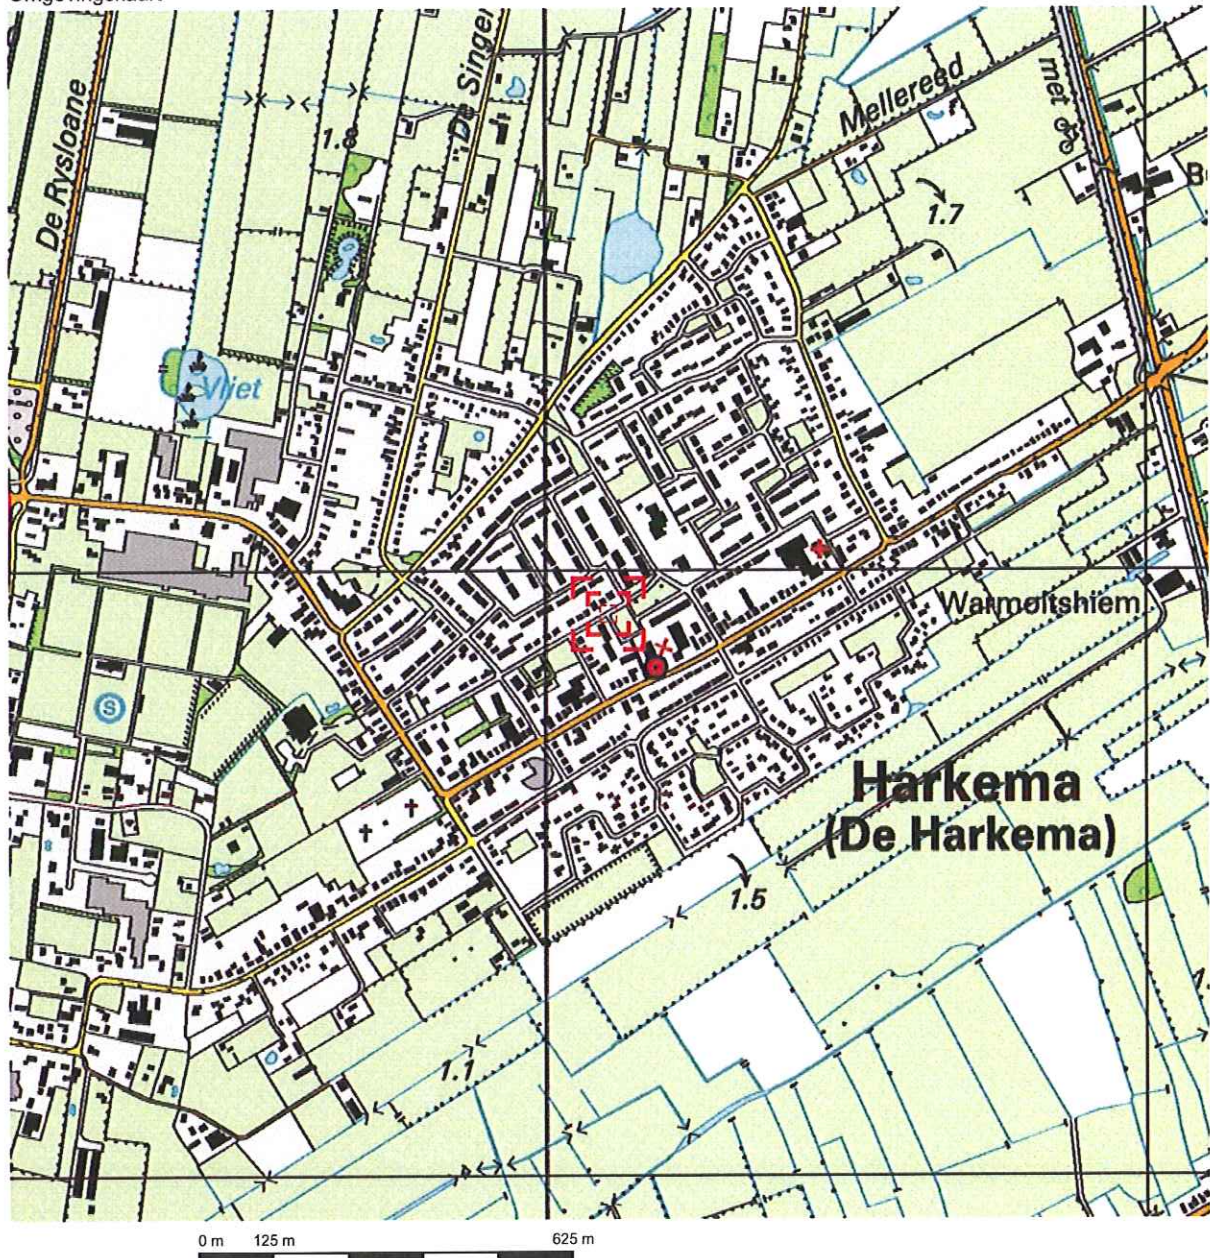 De Rysloane
De Singel
Mellereed
met
1.8
1.7
Vliet
Warmoltshiem
S
Harkema
(De Harkema)
1.5
1.1
0 m 125 m 625 m